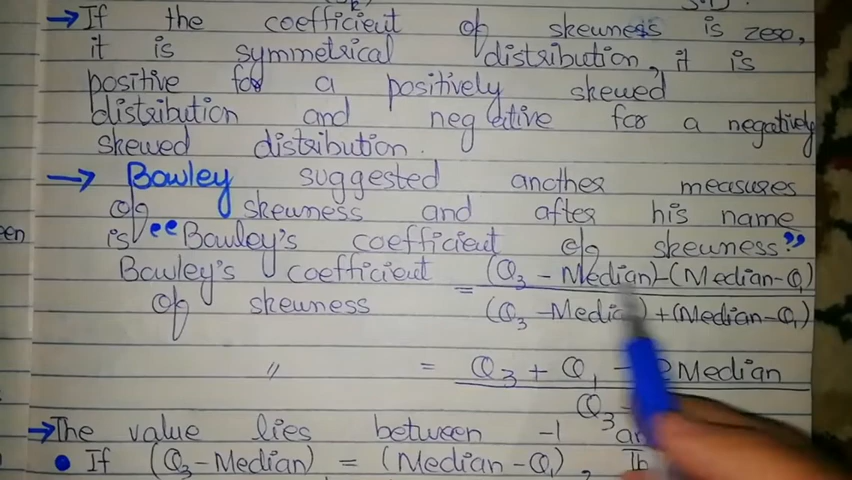 →If the coefficient of skewness is zero,
it is symmetrical distribution, it is
positive for a positively skewed
distribution and negative for a negatively
skewed distribution.
→ Bowley suggested another measures
of skewness and after his name
is "Bowley's coefficient of skewness"
Bowley's coefficient of skewness = (Q3 - Median)-(Median-Q1)
(Q3 -Median)+(Median-Q1)
" = Q3 + Q1 - 2Median
Q3 -
→The value lies between -1
• If (Q3-Median) = (Median-Q1),